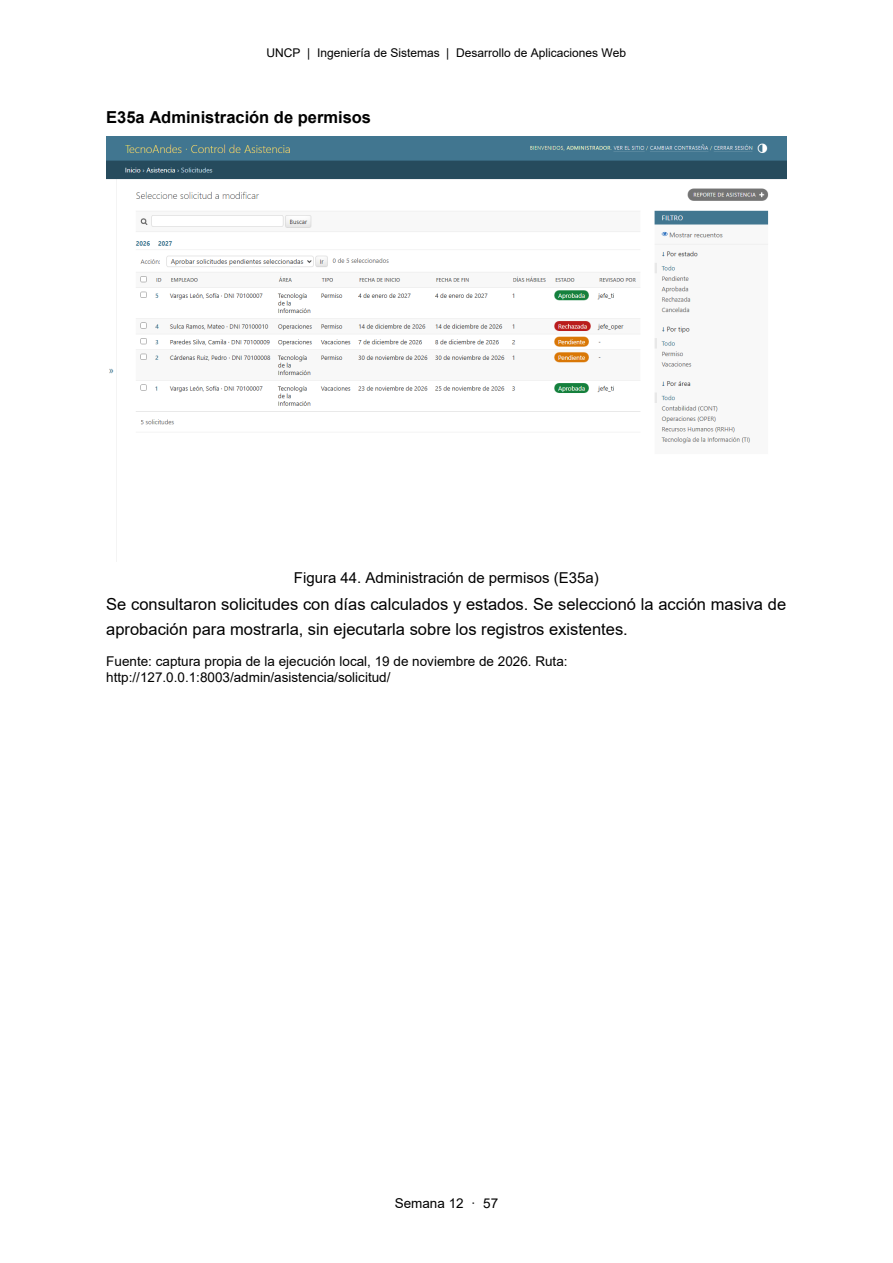 UNCP | Ingeniería de Sistemas | Desarrollo de Aplicaciones Web
E35a Administración de permisos
TecnoAndes · Control de Asistencia
BIENVENIDOS, ADMINISTRADOR. VER EL SITIO / CAMBIAR CONTRASEÑA / CERRAR SESIÓN
Inicio › Asistencia › Solicitudes
Seleccione solicitud a modificar
REPORTE DE ASISTENCIA +
Buscar
2026 2027
Acción: Aprobar solicitudes pendientes seleccionadas Ir 0 de 5 seleccionados
ID EMPLEADO ÁREA TIPO FECHA DE INICIO FECHA DE FIN DÍAS HÁBILES ESTADO REVISADO POR
5 Vargas León, Sofía · DNI 70100007 Tecnología de la Información Permiso 4 de enero de 2027 4 de enero de 2027 1 Aprobada jefe_ti
4 Sulca Ramos, Mateo · DNI 70100010 Operaciones Permiso 14 de diciembre de 2026 14 de diciembre de 2026 1 Rechazada jefe_oper
3 Paredes Silva, Camila · DNI 70100009 Operaciones Vacaciones 7 de diciembre de 2026 8 de diciembre de 2026 2 Pendiente -
2 Cárdenas Ruiz, Pedro · DNI 70100008 Tecnología de la Información Permiso 30 de noviembre de 2026 30 de noviembre de 2026 1 Pendiente -
1 Vargas León, Sofía · DNI 70100007 Tecnología de la Información Vacaciones 23 de noviembre de 2026 25 de noviembre de 2026 3 Aprobada jefe_ti
5 solicitudes
»
FILTRO
Mostrar recuentos
↓ Por estado
Todo
Pendiente
Aprobada
Rechazada
Cancelada
↓ Por tipo
Todo
Permiso
Vacaciones
↓ Por área
Todo
Contabilidad (CONT)
Operaciones (OPER)
Recursos Humanos (RRHH)
Tecnología de la Información (TI)
Figura 44. Administración de permisos (E35a)
Se consultaron solicitudes con días calculados y estados. Se seleccionó la acción masiva de
aprobación para mostrarla, sin ejecutarla sobre los registros existentes.
Fuente: captura propia de la ejecución local, 19 de noviembre de 2026. Ruta:
http://127.0.0.1:8003/admin/asistencia/solicitud/
Semana 12 · 57